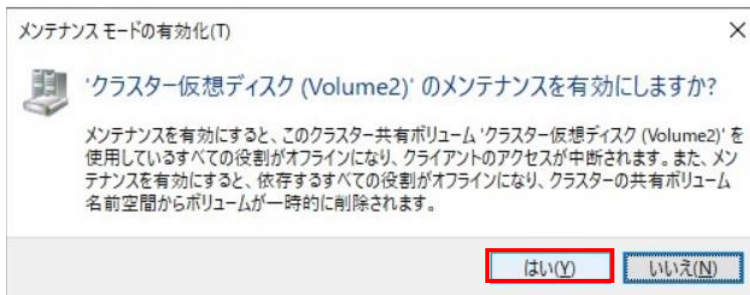 メンテナンス モードの有効化(T)
'クラスター仮想ディスク (Volume2)' のメンテナンスを有効にしますか?
メンテナンスを有効にすると、このクラスター共有ボリューム 'クラスター仮想ディスク (Volume2)' を
使用しているすべての役割がオフラインになり、クライアントのアクセスが中断されます。また、メン
テナンスを有効にすると、依存するすべての役割がオフラインになり、クラスターの共有ボリューム
名前空間からボリュームが一時的に削除されます。
はい(Y) いいえ(N)